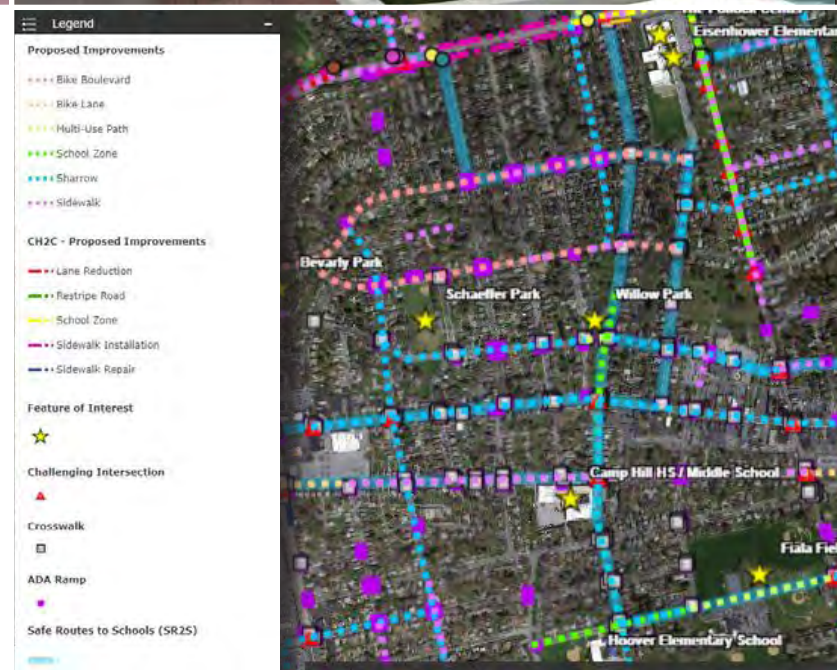 Legend
Proposed Improvements
Bike Boulevard
Bike Lane
Multi-Use Path
School Zone
Sharrow
Sidewalk
CH2C - Proposed Improvements
Lane Reduction
Restripe Road
School Zone
Sidewalk Installation
Sidewalk Repair
Feature of Interest
Challenging Intersection
Crosswalk
ADA Ramp
Safe Routes to Schools (SR2S)
Eisenhower Elementar
Bevarly Park
Schaeffer Park
Willow Park
Camp Hill HS / Middle School
Fiala Fie
Hoover Elementary School